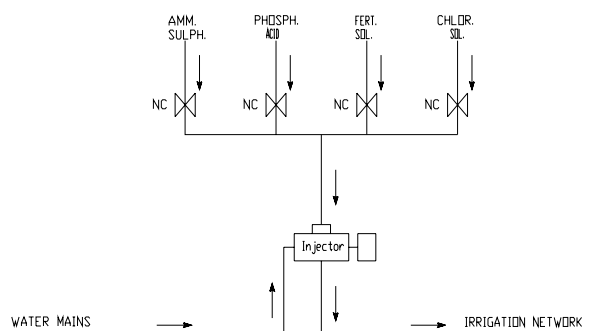 AMM.
SULPH.
PHOSPH.
ACID
FERT.
SOL.
CHLOR.
SOL.
NC
NC
NC
NC
Injector
WATER MAINS
IRRIGATION NETWORK